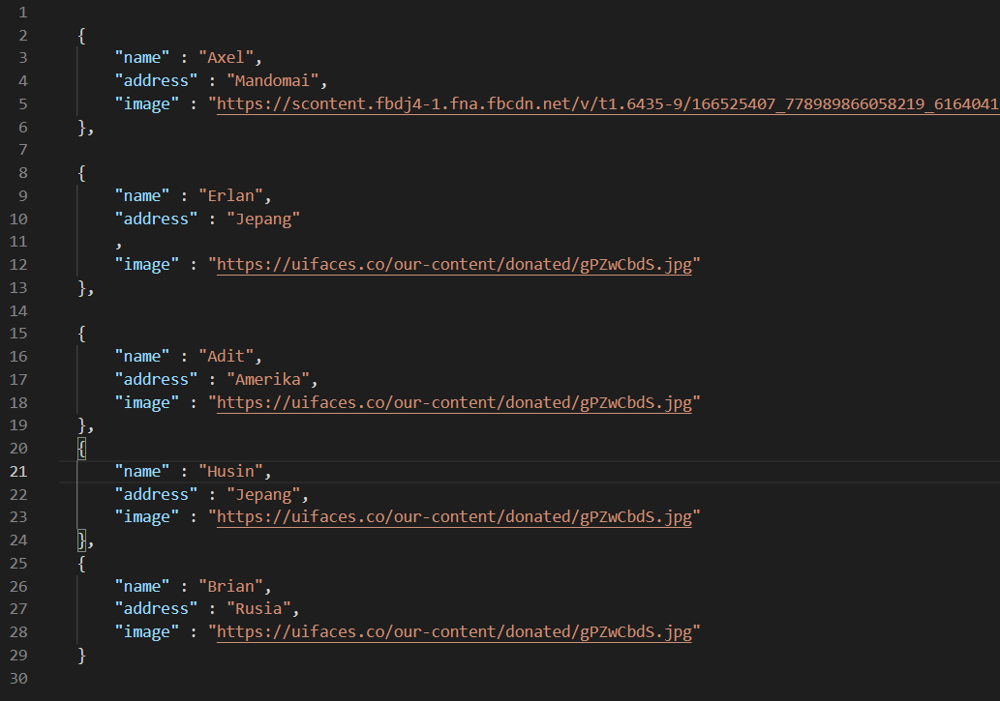 1
2 {
3 "name" : "Axel",
4 "address" : "Mandomai",
5 "image" : "https://scontent.fbdj4-1.fna.fbcdn.net/v/t1.6435-9/166525407_778989866058219_6164041
6 },
7
8 {
9 "name" : "Erlan",
10 "address" : "Jepang"
11 ,
12 "image" : "https://uifaces.co/our-content/donated/gPZwCbdS.jpg"
13 },
14
15 {
16 "name" : "Adit",
17 "address" : "Amerika",
18 "image" : "https://uifaces.co/our-content/donated/gPZwCbdS.jpg"
19 },
20 {
21 "name" : "Husin",
22 "address" : "Jepang",
23 "image" : "https://uifaces.co/our-content/donated/gPZwCbdS.jpg"
24 },
25 {
26 "name" : "Brian",
27 "address" : "Rusia",
28 "image" : "https://uifaces.co/our-content/donated/gPZwCbdS.jpg"
29 }
30